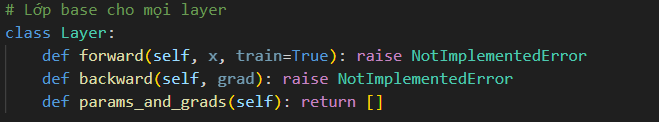 # Lớp base cho mọi layer
class Layer:
    def forward(self, x, train=True): raise NotImplementedError
    def backward(self, grad): raise NotImplementedError
    def params_and_grads(self): return []